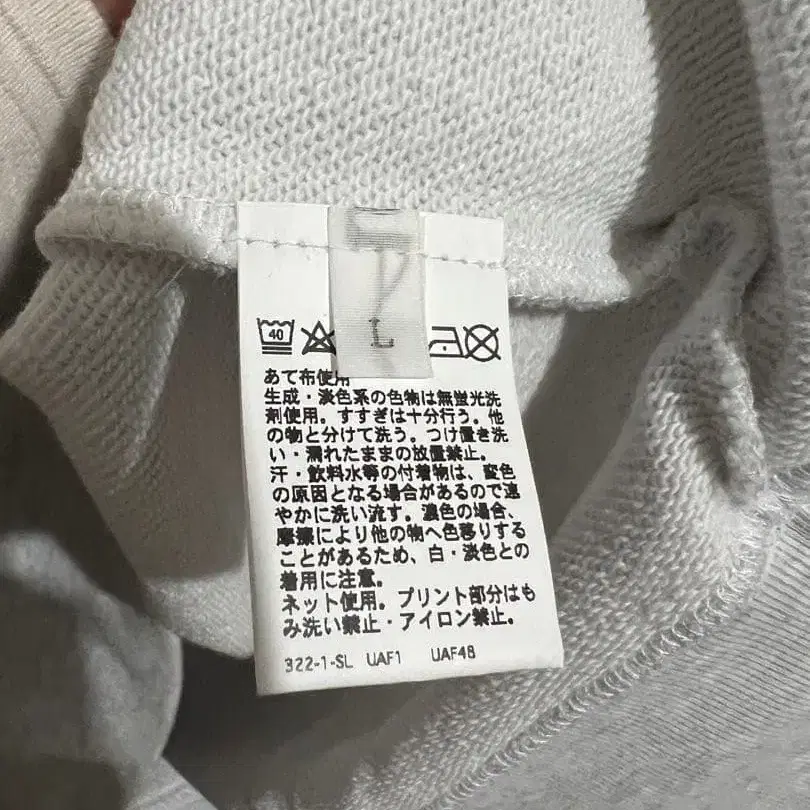 40
L
あて布使用
生成・淡色系の色物は無蛍光洗
剤使用。すすぎは十分行う。他
の物と分けて洗う。つけ置き洗
い・濡れたままの放置禁止。
汗・飲料水等の付着物は、変色
の原因となる場合があるので速
やかに洗い流す。濃色の場合、
摩擦により他の物へ色移りする
ことがあるため、白・淡色との
着用に注意。
ネット使用。プリント部分はも
み洗い禁止・アイロン禁止。
322-1-SL UAF1 UAF48